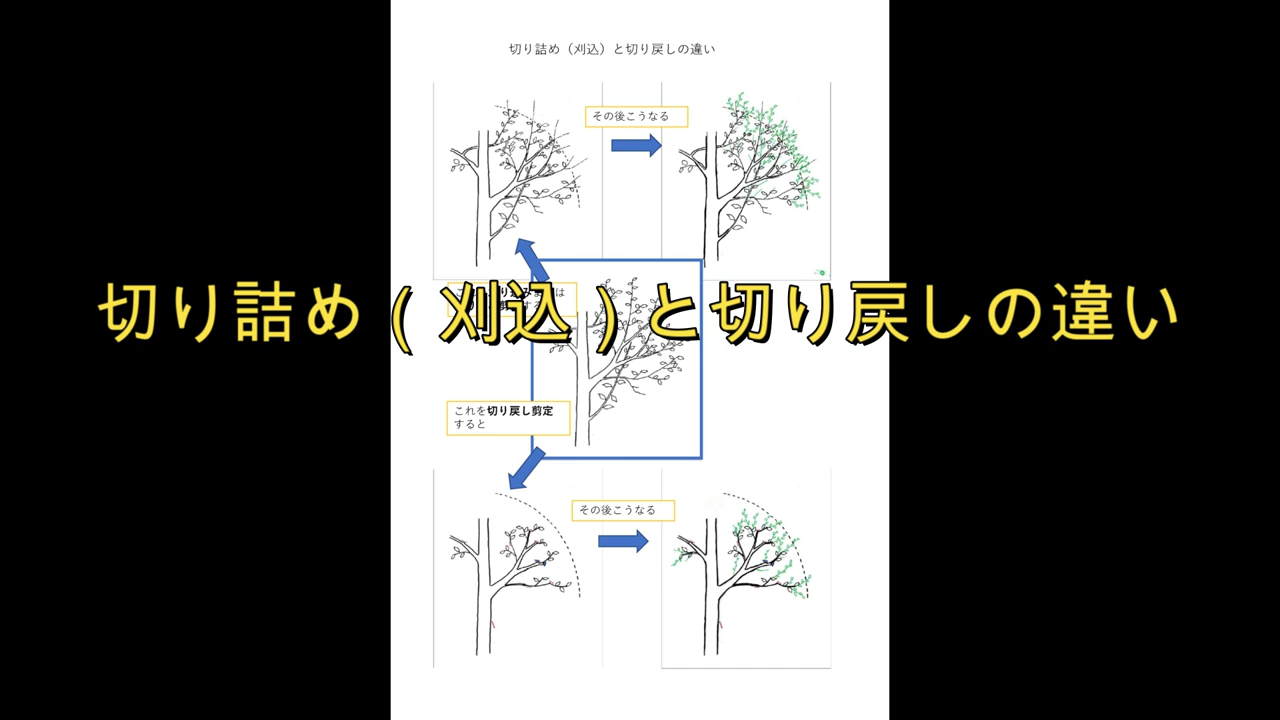 切り詰め（刈込）と切り戻しの違い
その後こうなる
切り詰め（刈込）と切り戻しの違い
これを切り戻し剪定
すると
その後こうなる